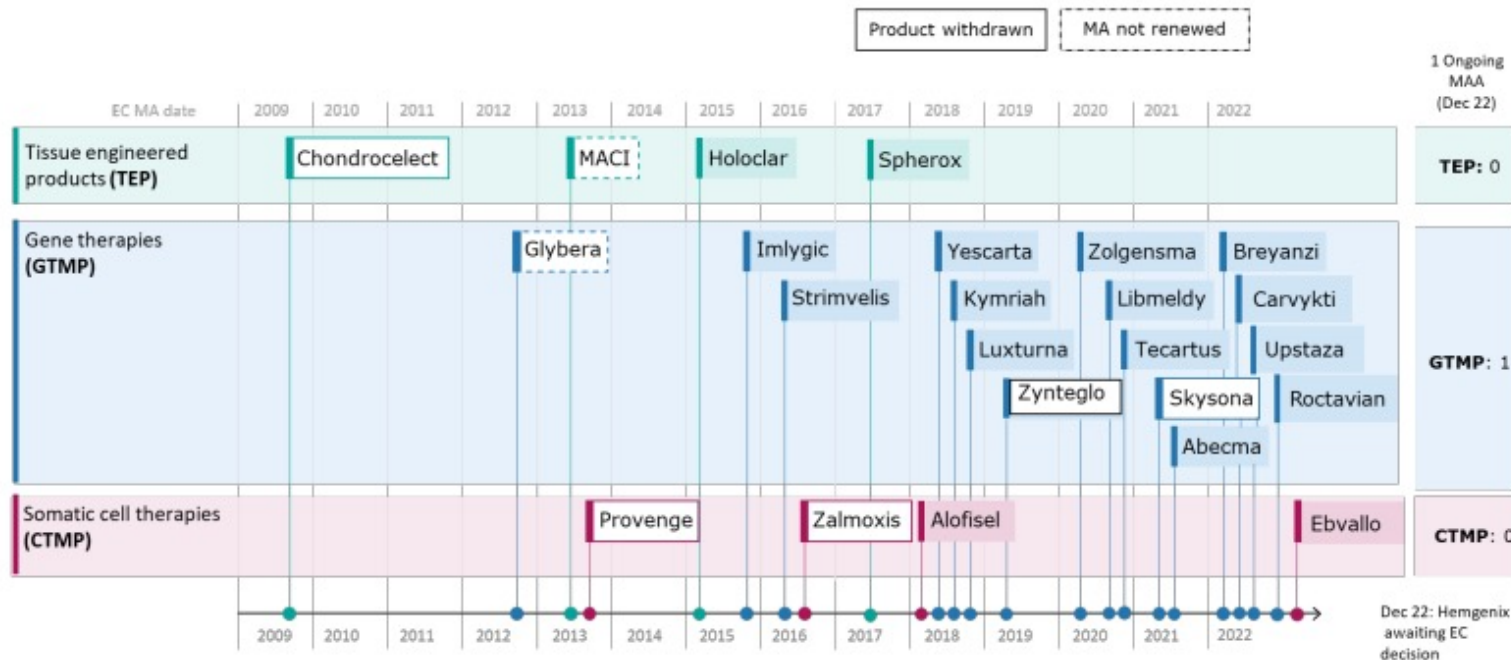 Product withdrawn
MA not renewed
1 Ongoing
MAA
(Dec 22)
EC MA date 2009 2010 2011 2012 2013 2014 2015 2016 2017 2018 2019 2020 2021 2022
Tissue engineered
products (TEP)
Chondrocelect
MACI
Holoclar
Spherox
TEP: 0
Gene therapies
(GTMP)
Glybera
Imlygic
Yescarta
Zolgensma
Breyanzi
Strimvelis
Kymriah
Libmeldy
Carvykti
Luxturna
Tecartus
Upstaza
GTMP: 1
Zynteglo
Skysona
Roctavian
Abecma
Somatic cell therapies
(CTMP)
Provenge
Zalmoxis
Alofisel
Ebvallo
CTMP: 0
2009 2010 2011 2012 2013 2014 2015 2016 2017 2018 2019 2020 2021 2022
Dec 22: Hemgenix
awaiting EC
decision